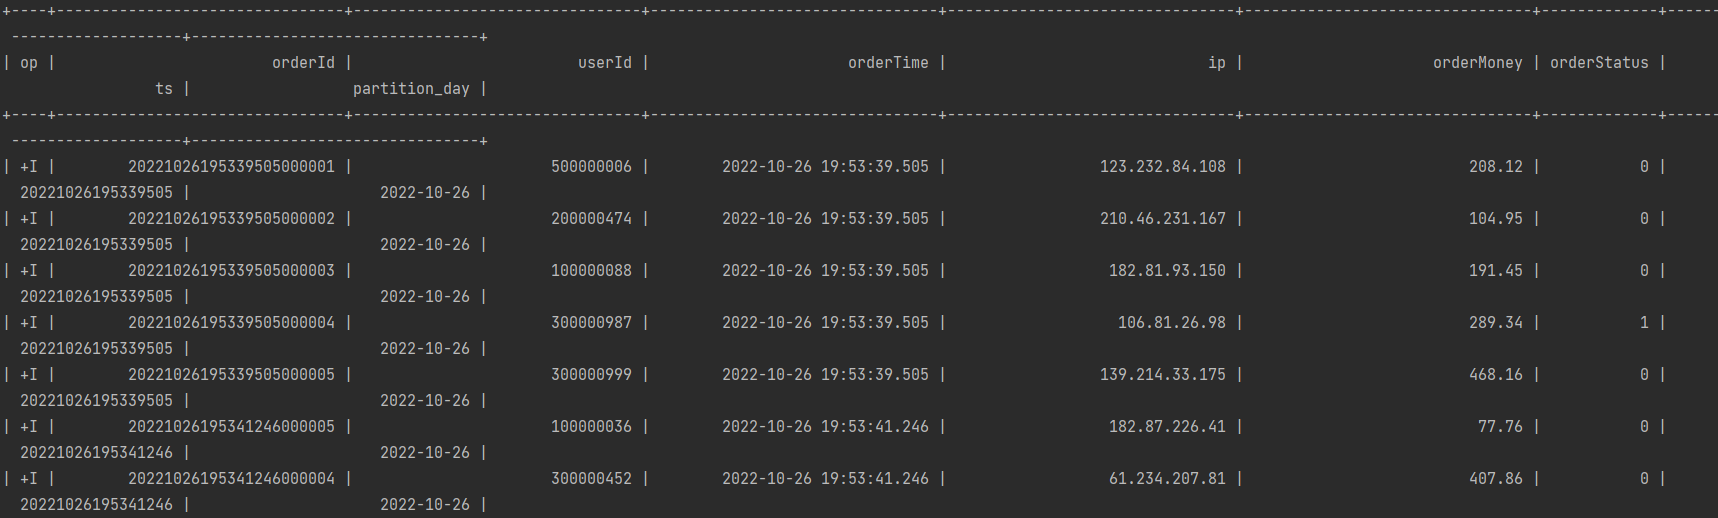 +----+--------------------------------+--------------------------------+--------------------------------+--------------------------------+--------------------------------+-------------+------
-------------------+--------------------------------+
| op | orderId | userId | orderTime | ip | orderMoney | orderStatus |
ts | partition_day |
+----+--------------------------------+--------------------------------+--------------------------------+--------------------------------+--------------------------------+-------------+------
-------------------+--------------------------------+
| +I | 20221026195339505000001 | 500000006 | 2022-10-26 19:53:39.505 | 123.232.84.108 | 208.12 | 0 |
20221026195339505 | 2022-10-26 |
| +I | 20221026195339505000002 | 200000474 | 2022-10-26 19:53:39.505 | 210.46.231.167 | 104.95 | 0 |
20221026195339505 | 2022-10-26 |
| +I | 20221026195339505000003 | 100000088 | 2022-10-26 19:53:39.505 | 182.81.93.150 | 191.45 | 0 |
20221026195339505 | 2022-10-26 |
| +I | 20221026195339505000004 | 300000987 | 2022-10-26 19:53:39.505 | 106.81.26.98 | 289.34 | 1 |
20221026195339505 | 2022-10-26 |
| +I | 20221026195339505000005 | 300000999 | 2022-10-26 19:53:39.505 | 139.214.33.175 | 468.16 | 0 |
20221026195339505 | 2022-10-26 |
| +I | 20221026195341246000005 | 100000036 | 2022-10-26 19:53:41.246 | 182.87.226.41 | 77.76 | 0 |
20221026195341246 | 2022-10-26 |
| +I | 20221026195341246000004 | 300000452 | 2022-10-26 19:53:41.246 | 61.234.207.81 | 407.86 | 0 |
20221026195341246 | 2022-10-26 |